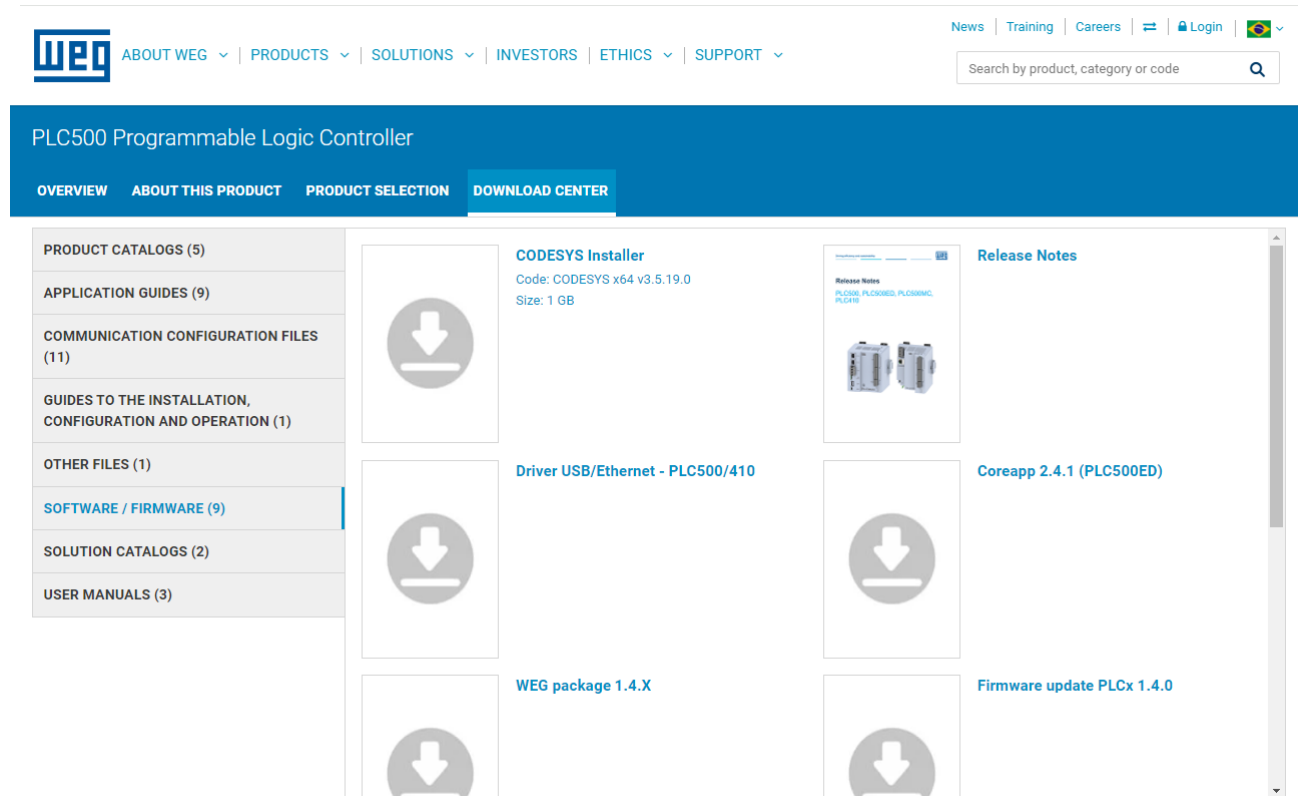 News | Training | Careers | Login
weg
ABOUT WEG | PRODUCTS | SOLUTIONS | INVESTORS | ETHICS | SUPPORT
Search by product, category or code
PLC500 Programmable Logic Controller
OVERVIEW ABOUT THIS PRODUCT PRODUCT SELECTION DOWNLOAD CENTER
PRODUCT CATALOGS (5)
APPLICATION GUIDES (9)
COMMUNICATION CONFIGURATION FILES
(11)
GUIDES TO THE INSTALLATION,
CONFIGURATION AND OPERATION (1)
OTHER FILES (1)
SOFTWARE / FIRMWARE (9)
SOLUTION CATALOGS (2)
USER MANUALS (3)
CODESYS Installer
Code: CODESYS x64 v3.5.19.0
Size: 1 GB
Release Notes
PLC500, PLC500ED, PLC500MC,
PLC410
Release Notes
Driver USB/Ethernet - PLC500/410
Coreapp 2.4.1 (PLC500ED)
WEG package 1.4.X
Firmware update PLCx 1.4.0